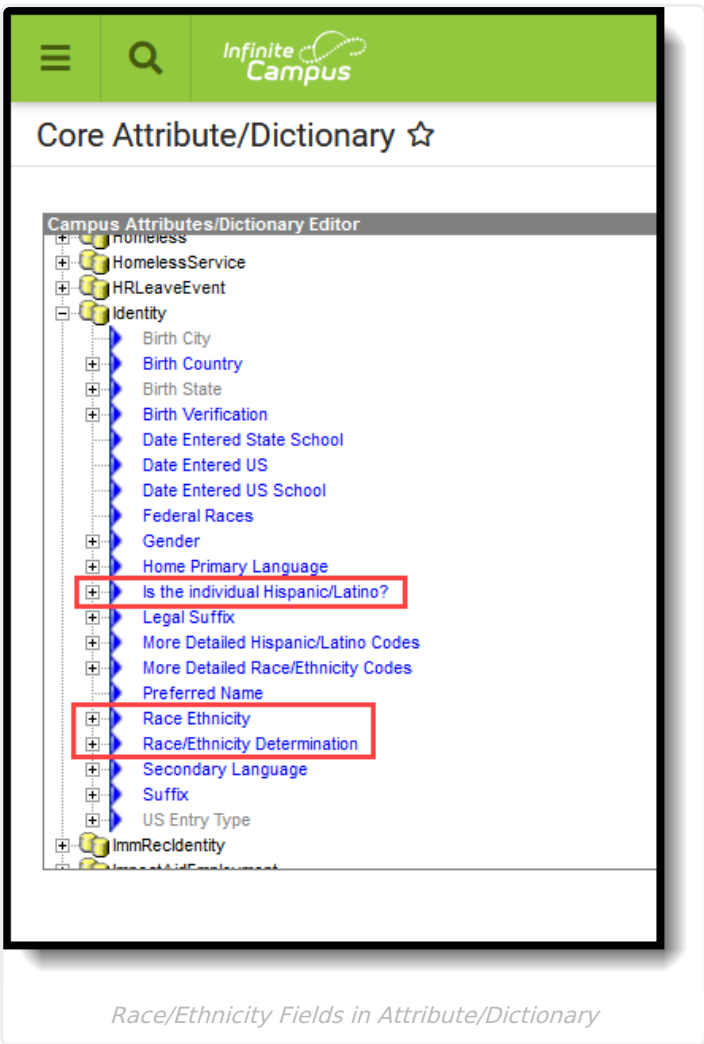 Infinite
Campus
Core Attribute/Dictionary
Campus Attributes/Dictionary Editor
Homeless
HomelessService
HRLeaveEvent
Identity
Birth City
Birth Country
Birth State
Birth Verification
Date Entered State School
Date Entered US
Date Entered US School
Federal Races
Gender
Home Primary Language
Is the individual Hispanic/Latino?
Legal Suffix
More Detailed Hispanic/Latino Codes
More Detailed Race/Ethnicity Codes
Preferred Name
Race Ethnicity
Race/Ethnicity Determination
Secondary Language
Suffix
US Entry Type
ImmRecIdentity
ImpactAidEmployment
Race/Ethnicity Fields in Attribute/Dictionary